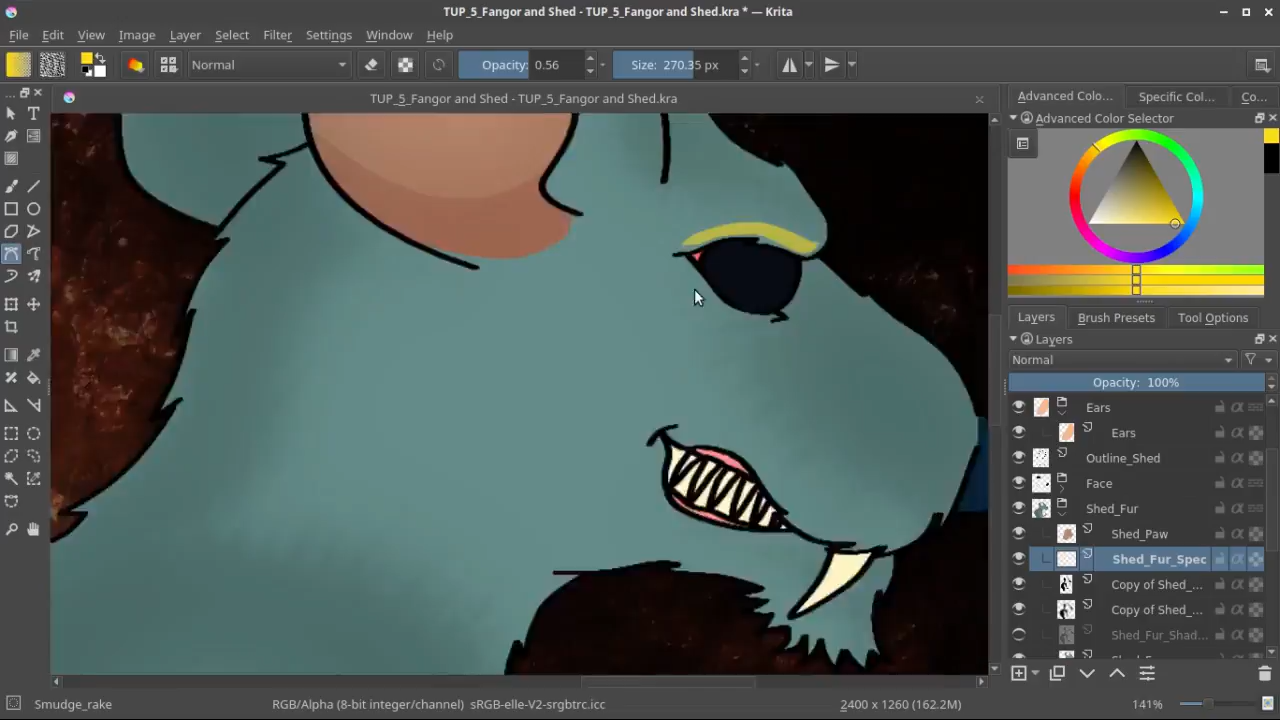 TUP_5_Fangor and Shed - TUP_5_Fangor and Shed.kra * — Krita
File Edit View Image Layer Select Filter Settings Window Help
Normal Opacity: 0.56 Size: 270.35 px
... TUP_5_Fangor and Shed - TUP_5_Fangor and Shed.kra
Advanced Colo... Specific Col... Co...
Advanced Color Selector
Layers Brush Presets Tool Options
Layers
Normal
Opacity: 100%
Ears
Ears
Outline_Shed
Face
Shed_Fur
Shed_Paw
Shed_Fur_Spec
Copy of Shed_...
Copy of Shed_...
Shed_Fur_Shad...
Smudge_rake RGB/Alpha (8-bit integer/channel) sRGB-elle-V2-srgbtrc.icc 2400 x 1260 (162.2M) 141%